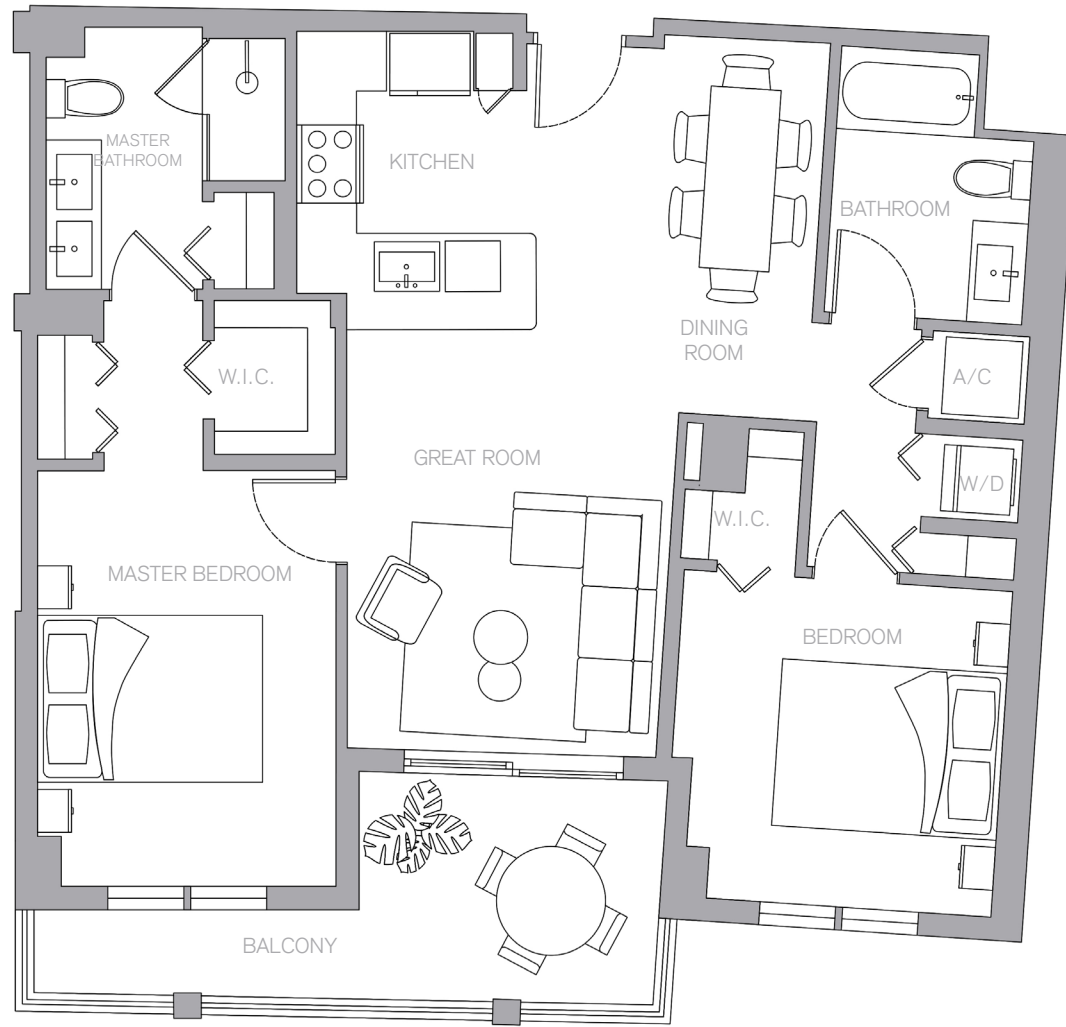 MASTER
BATHROOM
KITCHEN
BATHROOM
DINING
ROOM
W.I.C.
A/C
GREAT ROOM
W/D
W.I.C.
MASTER BEDROOM
BEDROOM
BALCONY